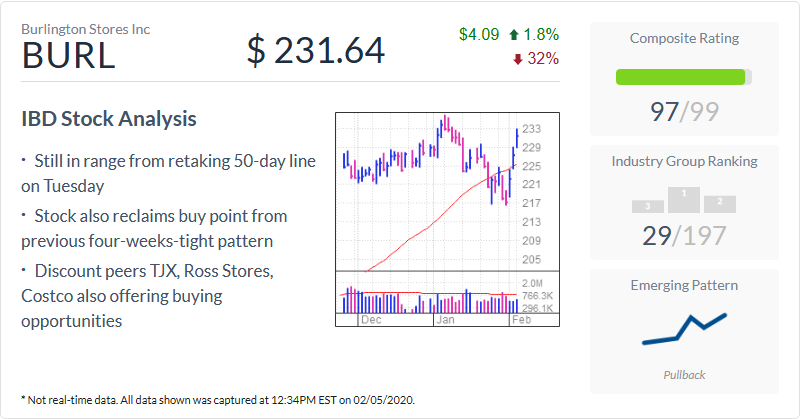 Burlington Stores Inc
BURL
$ 231.64
$4.09 1.8%
32%
IBD Stock Analysis
· Still in range from retaking 50-day line
on Tuesday
· Stock also reclaims buy point from
previous four-weeks-tight pattern
· Discount peers TJX, Ross Stores,
Costco also offering buying
opportunities
233
229
225
221
217
213
209
205
2.0M
766.3K
296.1K
Dec Jan Feb
Composite Rating
97/99
Industry Group Ranking
3 1 2
29/197
Emerging Pattern
Pullback
* Not real-time data. All data shown was captured at 12:34PM EST on 02/05/2020.